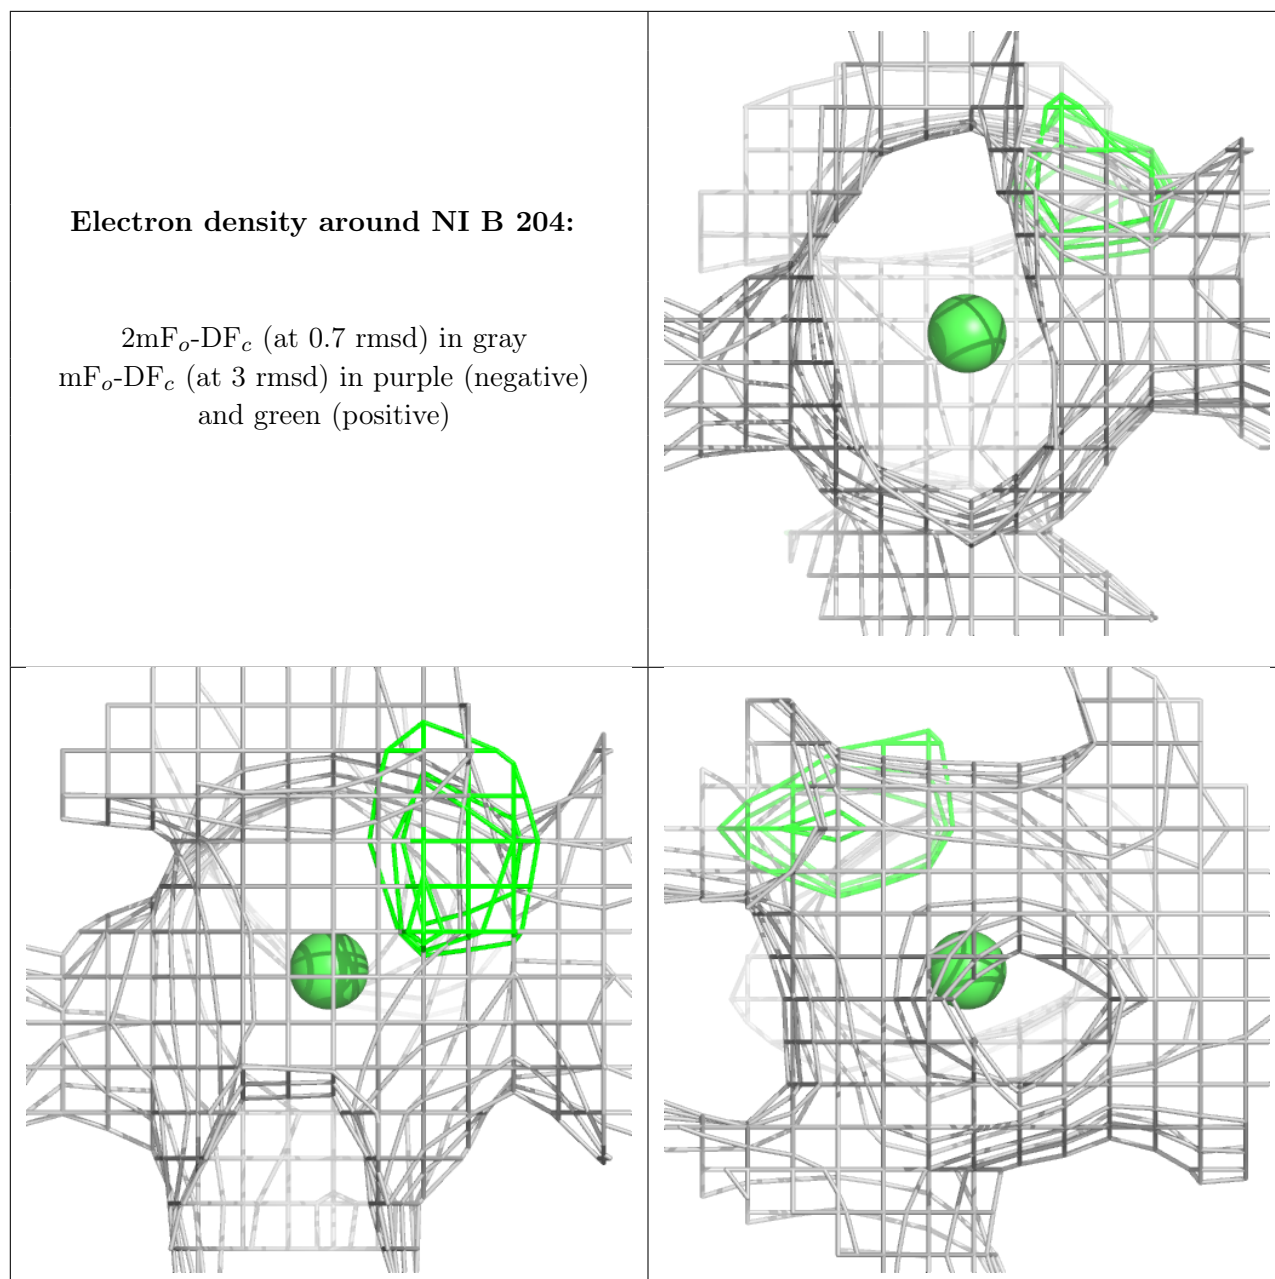 Electron density around NI B 204:
2mFo-DFc (at 0.7 rmsd) in gray
mFo-DFc (at 3 rmsd) in purple (negative)
and green (positive)